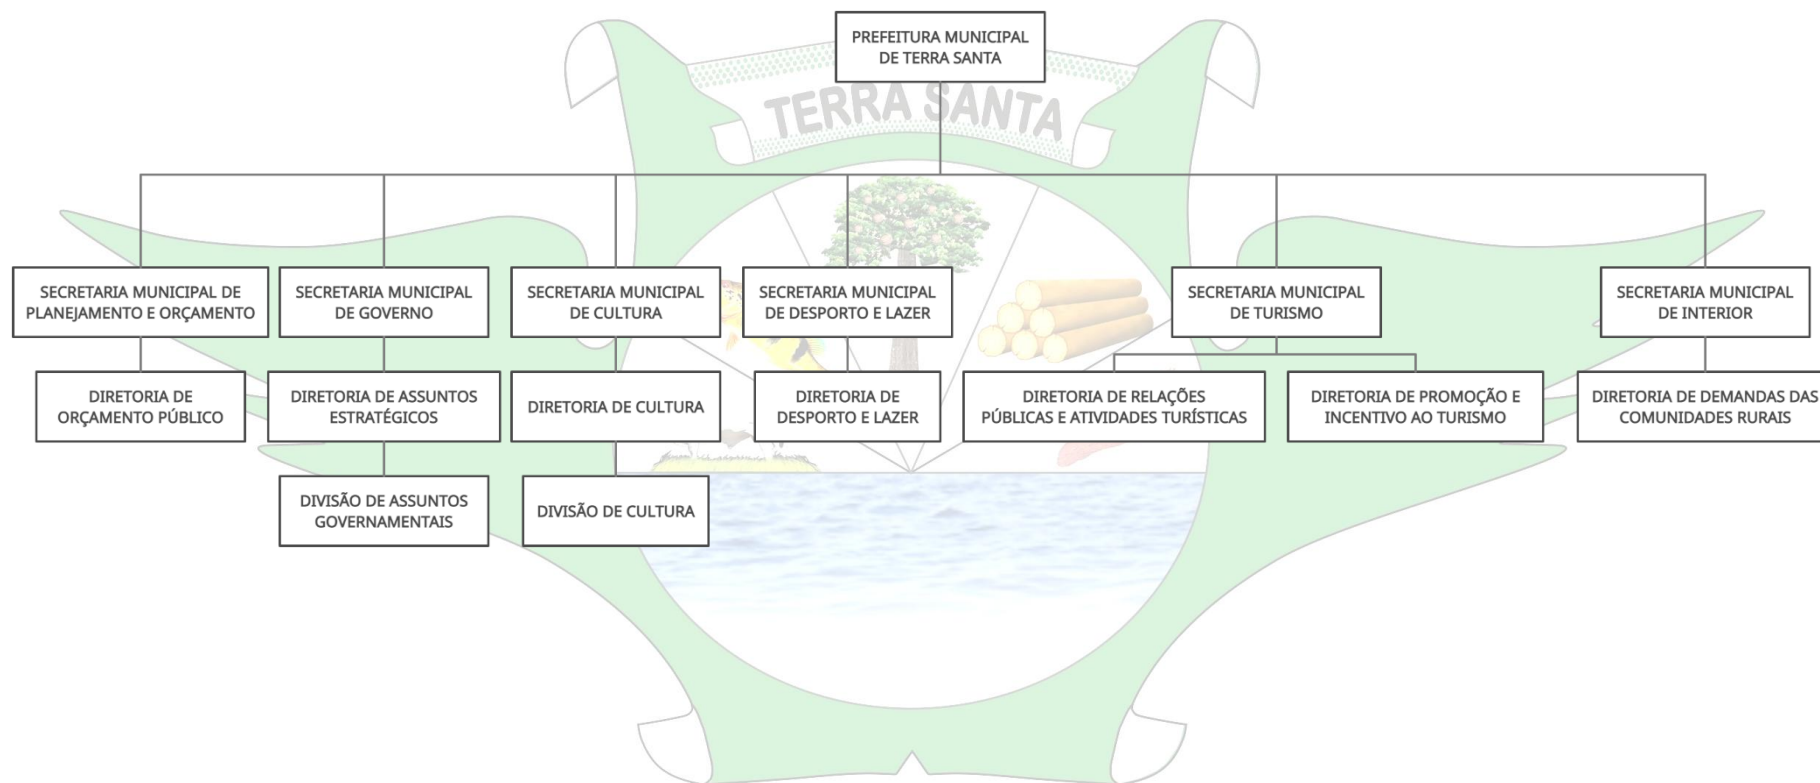 PREFEITURA MUNICIPAL
DE TERRA SANTA
TERRA SANTA
SECRETARIA MUNICIPAL DE
PLANEJAMENTO E ORÇAMENTO
SECRETARIA MUNICIPAL
DE GOVERNO
SECRETARIA MUNICIPAL
DE CULTURA
SECRETARIA MUNICIPAL
DE DESPORTO E LAZER
SECRETARIA MUNICIPAL
DE TURISMO
SECRETARIA MUNICIPAL
DE INTERIOR
DIRETORIA DE
ORÇAMENTO PÚBLICO
DIRETORIA DE ASSUNTOS
ESTRATÉGICOS
DIRETORIA DE CULTURA
DIRETORIA DE
DESPORTO E LAZER
DIRETORIA DE RELAÇÕES
PÚBLICAS E ATIVIDADES TURÍSTICAS
DIRETORIA DE PROMOÇÃO E
INCENTIVO AO TURISMO
DIRETORIA DE DEMANDAS DAS
COMUNIDADES RURAIS
DIVISÃO DE ASSUNTOS
GOVERNAMENTAIS
DIVISÃO DE CULTURA